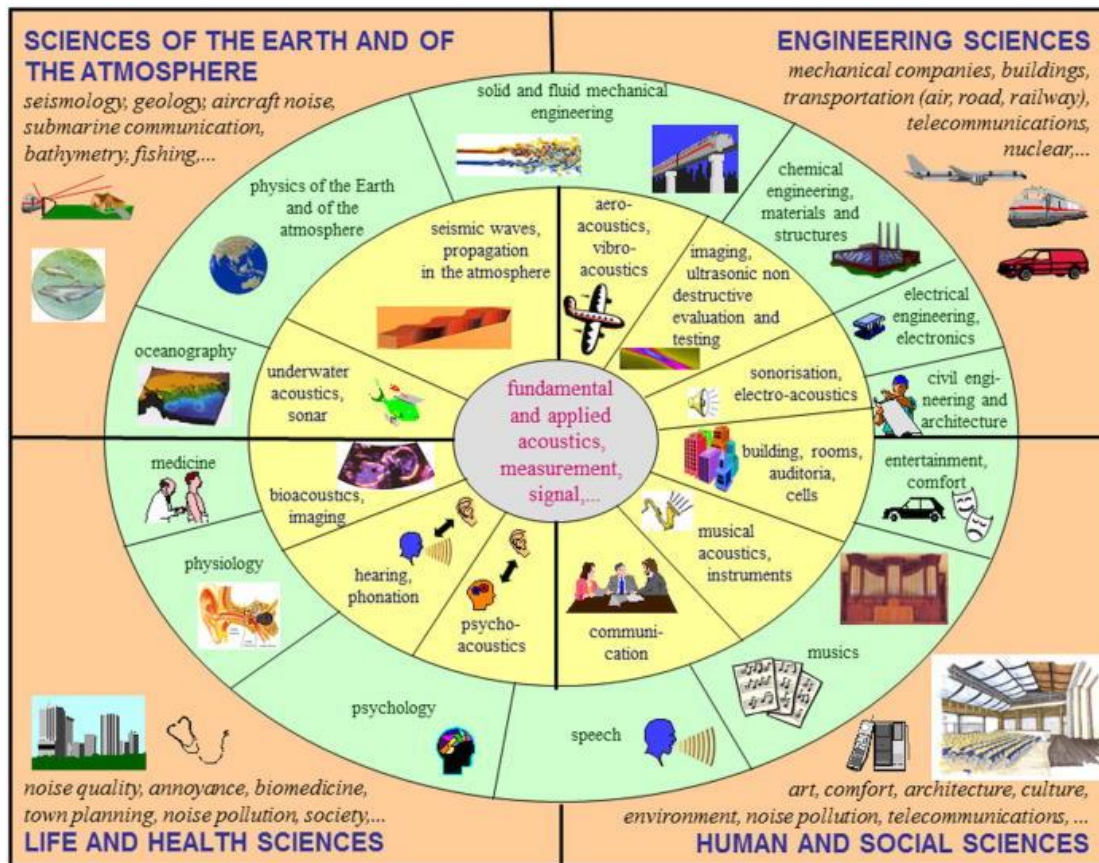 SCIENCES OF THE EARTH AND OF
THE ATMOSPHERE
seismology, geology, aircraft noise,
submarine communication,
bathymetry, fishing,...
ENGINEERING SCIENCES
mechanical companies, buildings,
transportation (air, road, railway),
telecommunications,
nuclear,...
solid and fluid mechanical
engineering
physics of the Earth
and of the
atmosphere
chemical
engineering,
materials and
structures
electrical
engineering,
electronics
oceanography
civil engi-
neering and
architecture
seismic waves,
propagation
in the atmosphere
aero-
acoustics,
vibro-
acoustics
imaging,
ultrasonic non
destructive
evaluation and
testing
underwater
acoustics,
sonar
sonorisation,
electro-acoustics
fundamental
and applied
acoustics,
measurement,
signal,...
building, rooms,
auditoria,
cells
bioacoustics,
imaging
hearing,
phonation
psycho-
acoustics
communi-
cation
musical
acoustics,
instruments
medicine
physiology
psychology
speech
musics
entertainment,
comfort
noise quality, annoyance, biomedicine,
town planning, noise pollution, society,...
LIFE AND HEALTH SCIENCES
art, comfort, architecture, culture,
environment, noise pollution, telecommunications, ...
HUMAN AND SOCIAL SCIENCES